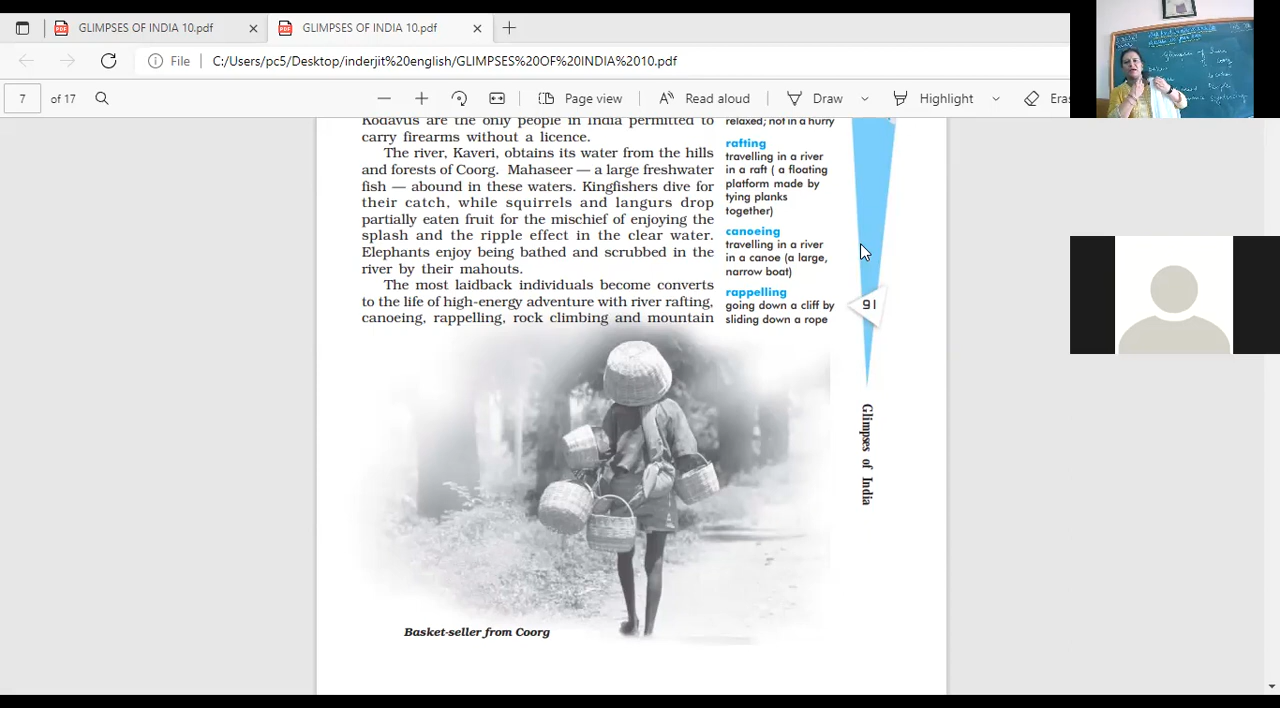 GLIMPSES OF INDIA 10.pdf
GLIMPSES OF INDIA 10.pdf
File
C:/Users/pc5/Desktop/inderjit%20english/GLIMPSES%20OF%20INDIA%2010.pdf
7 of 17
Page view
Read aloud
Draw
Highlight
Eras
Kodavus are the only people in India permitted to
carry firearms without a licence.
The river, Kaveri, obtains its water from the hills
and forests of Coorg. Mahaseer — a large freshwater
fish — abound in these waters. Kingfishers dive for
their catch, while squirrels and langurs drop
partially eaten fruit for the mischief of enjoying the
splash and the ripple effect in the clear water.
Elephants enjoy being bathed and scrubbed in the
river by their mahouts.
The most laidback individuals become converts
to the life of high-energy adventure with river rafting,
canoeing, rappelling, rock climbing and mountain
relaxed; not in a hurry
rafting
travelling in a river
in a raft ( a floating
platform made by
tying planks
together)
canoeing
travelling in a river
in a canoe (a large,
narrow boat)
rappelling
going down a cliff by
sliding down a rope
91
Glimpses of India
Basket-seller from Coorg
Glimpses of India